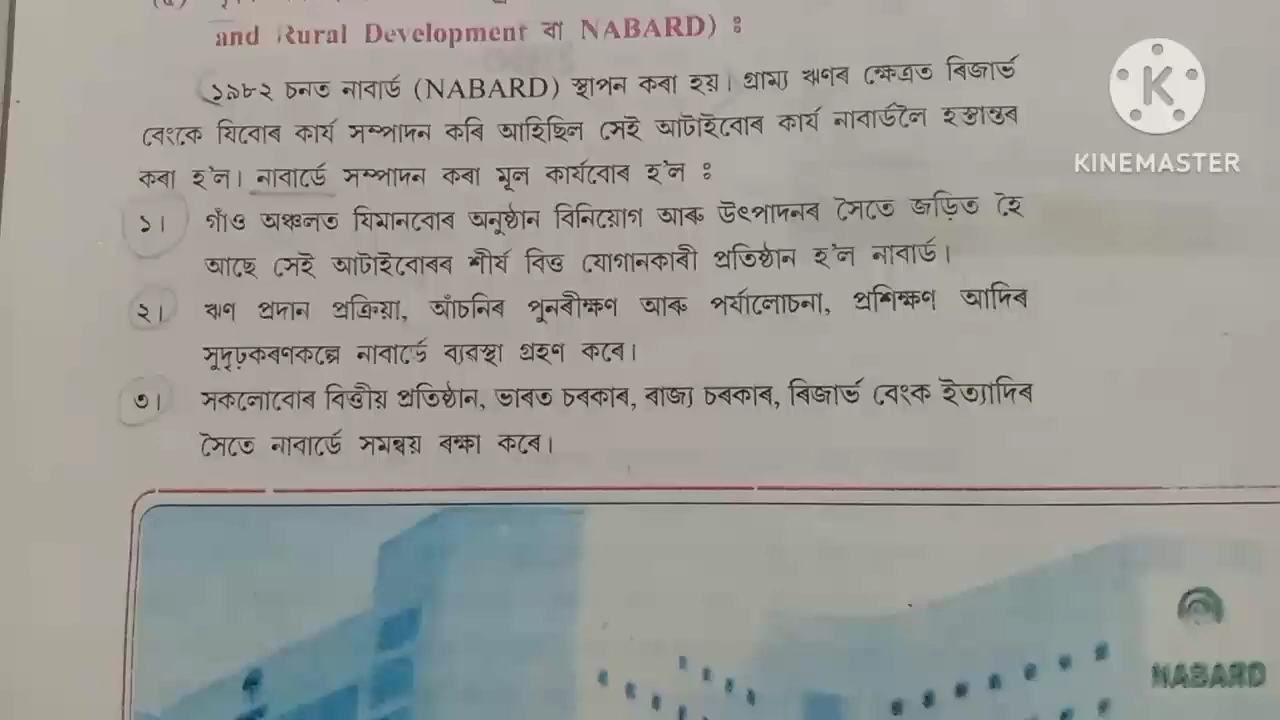 and Rural Development বা NABARD) :
১৯৮২ চনত নাবাৰ্ড (NABARD) স্থাপন কৰা হয়। গ্ৰাম্য ঋণৰ ক্ষেত্ৰত ৰিজাৰ্ভ
বেংকে যিবোৰ কাৰ্য সম্পাদন কৰি আহিছিল সেই আটাইবোৰ কাৰ্য নাবাৰ্ডলৈ হস্তান্তৰ
কৰা হ'ল। নাবাৰ্ডে সম্পাদন কৰা মূল কাৰ্যবোৰ হ'ল :
১। গাঁও অঞ্চলত যিমানবোৰ অনুষ্ঠান বিনিয়োগ আৰু উৎপাদনৰ সৈতে জড়িত হৈ
আছে সেই আটাইবোৰৰ শীৰ্ষ বিত্ত যোগানকাৰী প্ৰতিষ্ঠান হ'ল নাবাৰ্ড।
২। ঋণ প্ৰদান প্ৰক্ৰিয়া, আঁচনিৰ পুনৰীক্ষণ আৰু পৰ্যালোচনা, প্ৰশিক্ষণ আদিৰ
সুদৃঢ়কৰণকল্পে নাবাৰ্ডে ব্যৱস্থা গ্ৰহণ কৰে।
৩। সকলোবোৰ বিত্তীয় প্ৰতিষ্ঠান, ভাৰত চৰকাৰ, ৰাজ্য চৰকাৰ, ৰিজাৰ্ভ বেংক ইত্যাদিৰ
সৈতে নাবাৰ্ডে সমন্বয় ৰক্ষা কৰে।
K
KINEMASTER
NABARD